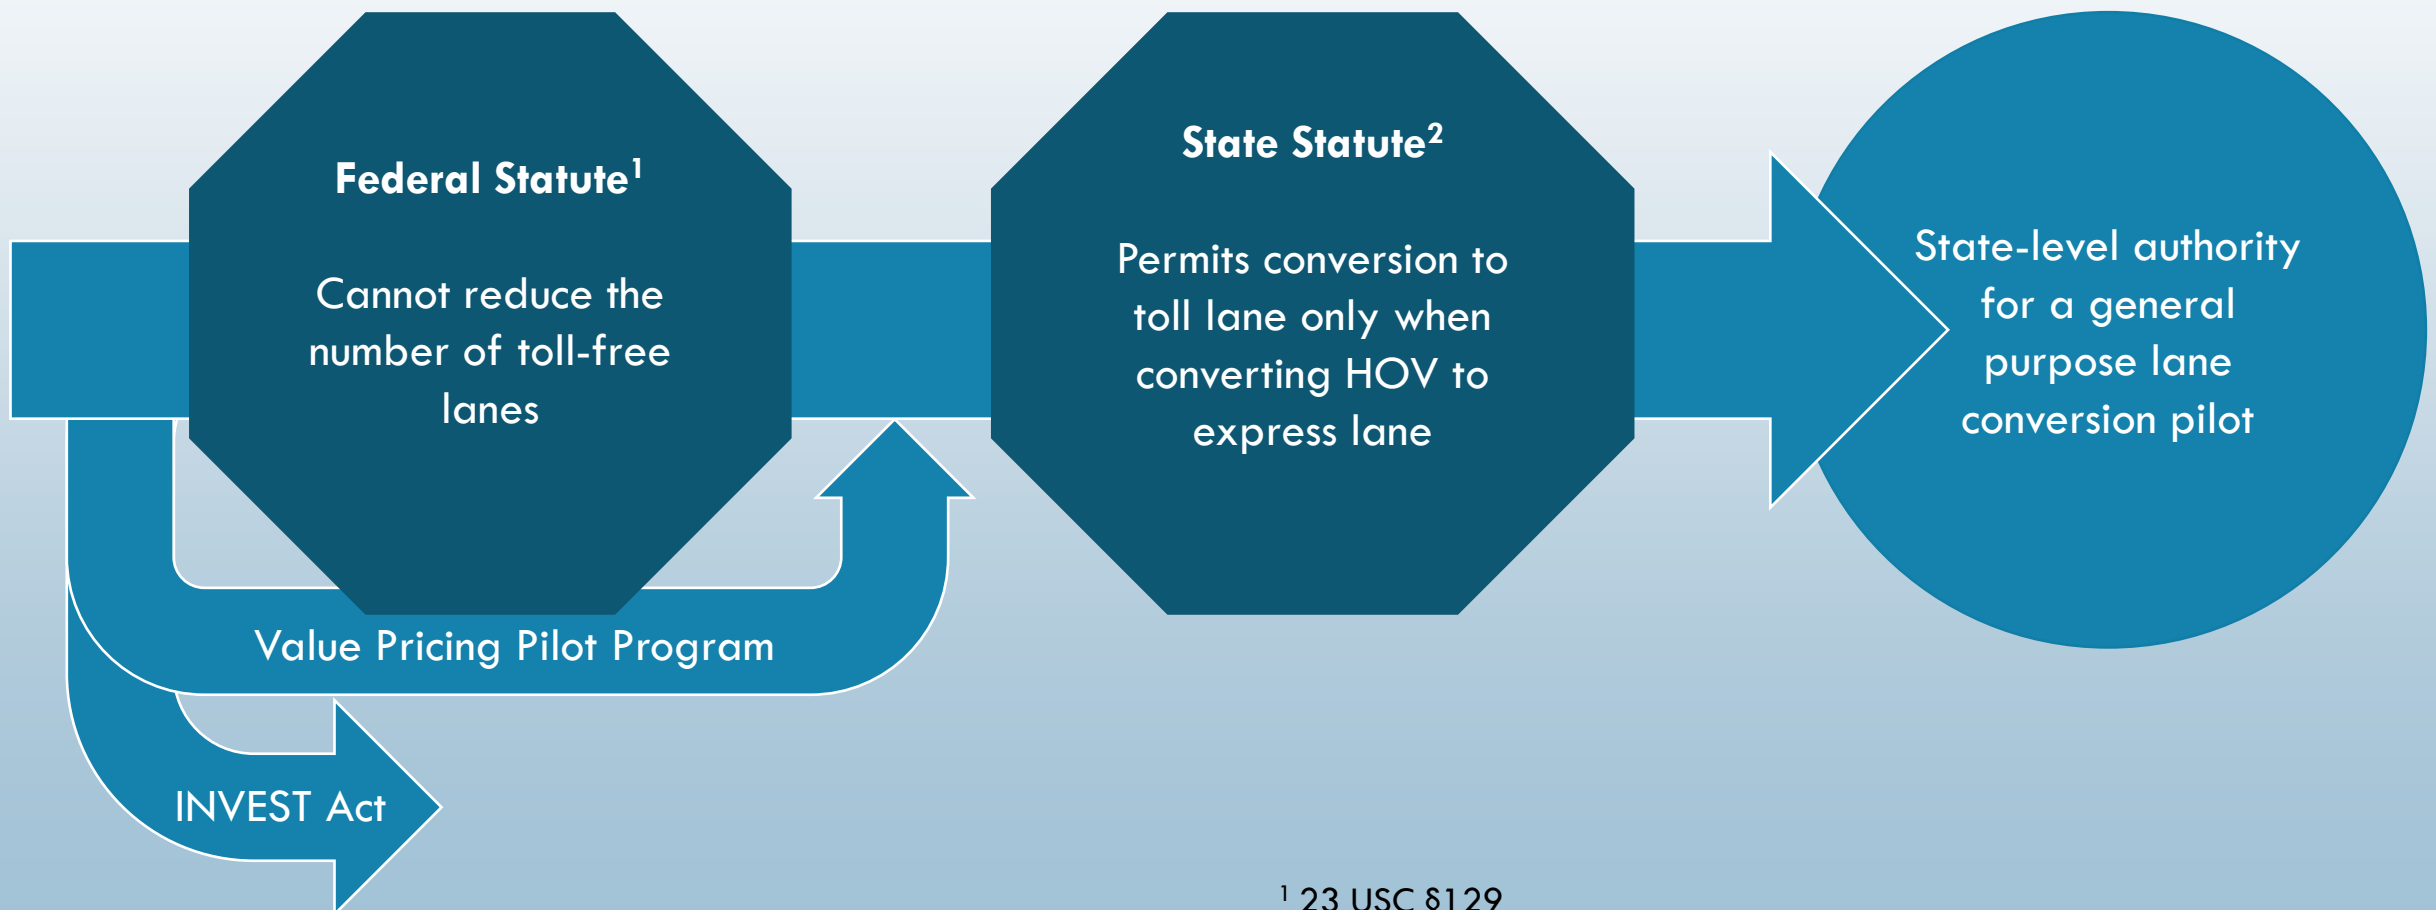 Federal Statute¹
Cannot reduce the
number of toll-free
lanes
State Statute²
Permits conversion to
toll lane only when
converting HOV to
express lane
State-level authority
for a general
purpose lane
conversion pilot
Value Pricing Pilot Program
INVEST Act
¹ 23 USC §129